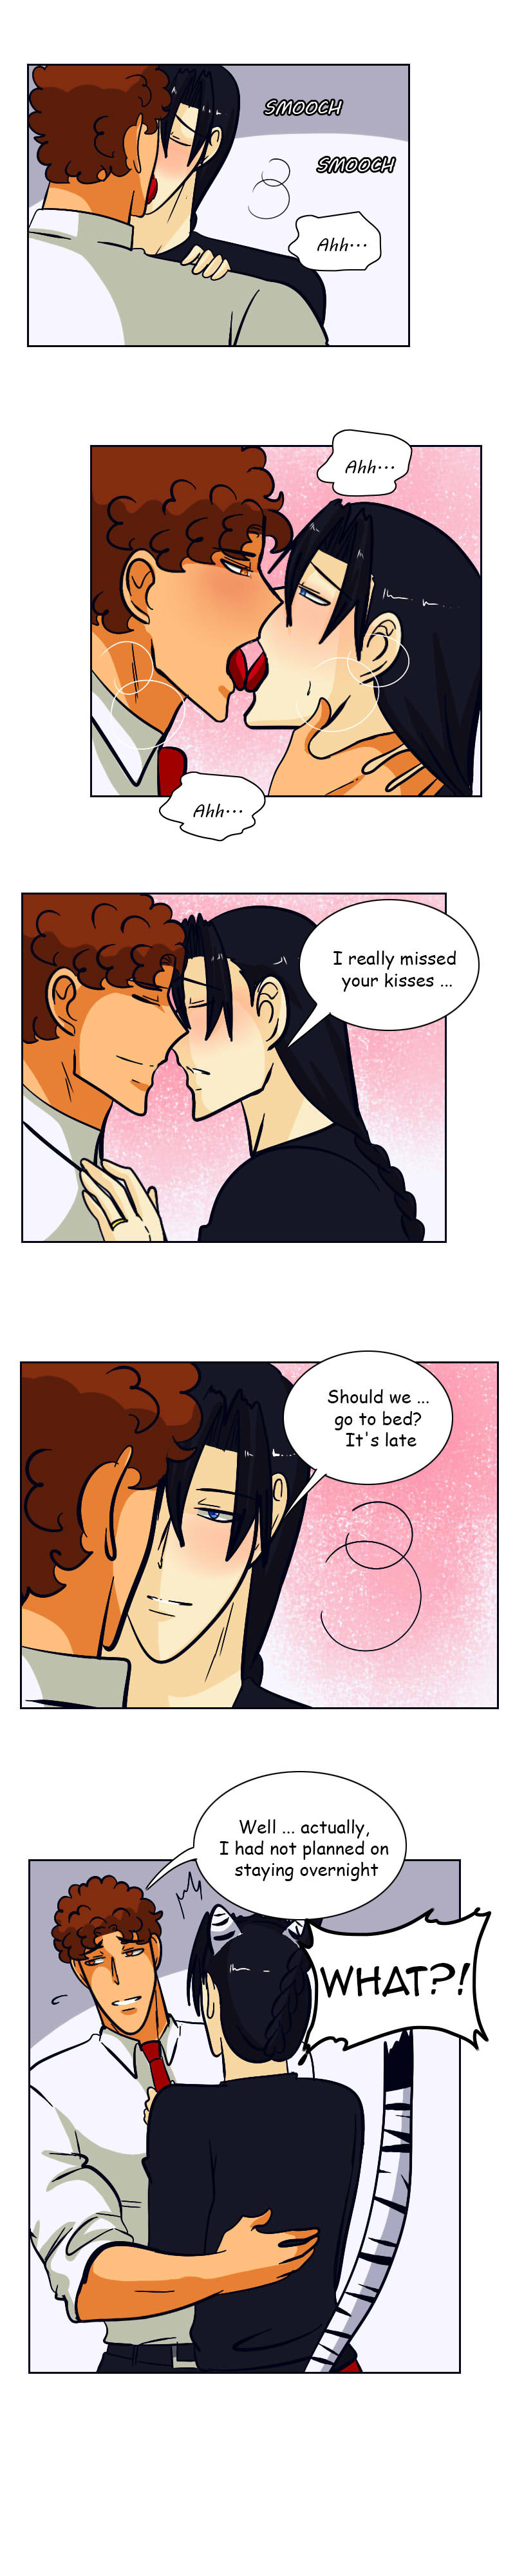 SMOOCH
SMOOCH
Ahh...
Ahh...
Ahh...
I really missed
your kisses ...
Should we ...
go to bed?
It's late
Well ... actually,
I had not planned on
staying overnight
WHAT?!